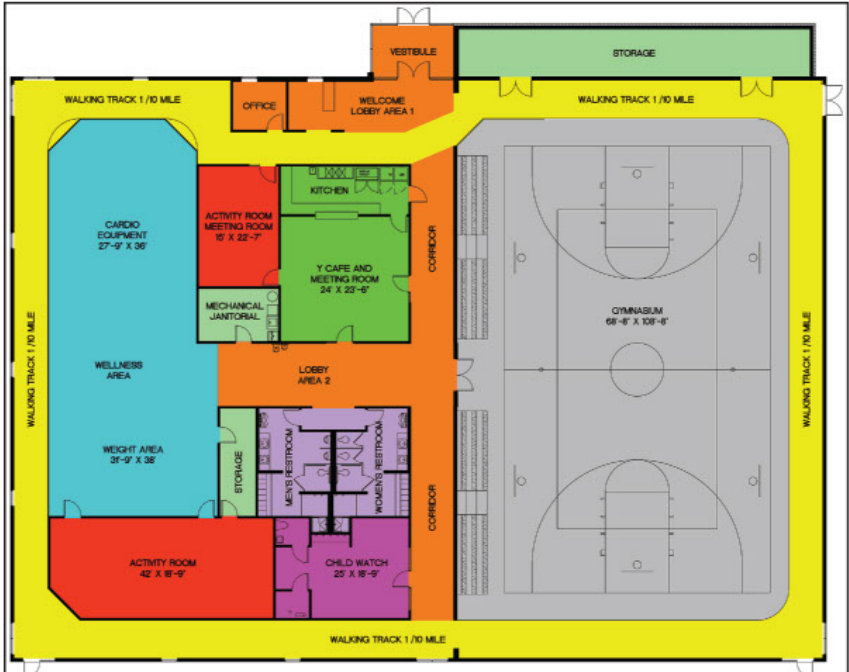 VESTIBULE
STORAGE
WALKING TRACK 1 /10 MILE
OFFICE
WELCOME
LOBBY AREA 1
WALKING TRACK 1 /10 MILE
KITCHEN
ACTIVITY ROOM
MEETING ROOM
15' X 22'-7"
CARDIO
EQUIPMENT
27'-9" X 36'
Y CAFE AND
MEETING ROOM
24' X 23'-6"
CORRIDOR
MECHANICAL
JANITORIAL
GYMNASIUM
68'-8" X 108'-8"
WALKING TRACK 1 /10 MILE
WELLNESS
AREA
LOBBY
AREA 2
WALKING TRACK 1 /10 MILE
WEIGHT AREA
31'-9" X 38'
STORAGE
MEN'S RESTROOM
WOMEN'S RESTROOM
CORRIDOR
ACTIVITY ROOM
42' X 18'-9"
CHILD WATCH
25' X 18'-9"
WALKING TRACK 1 /10 MILE